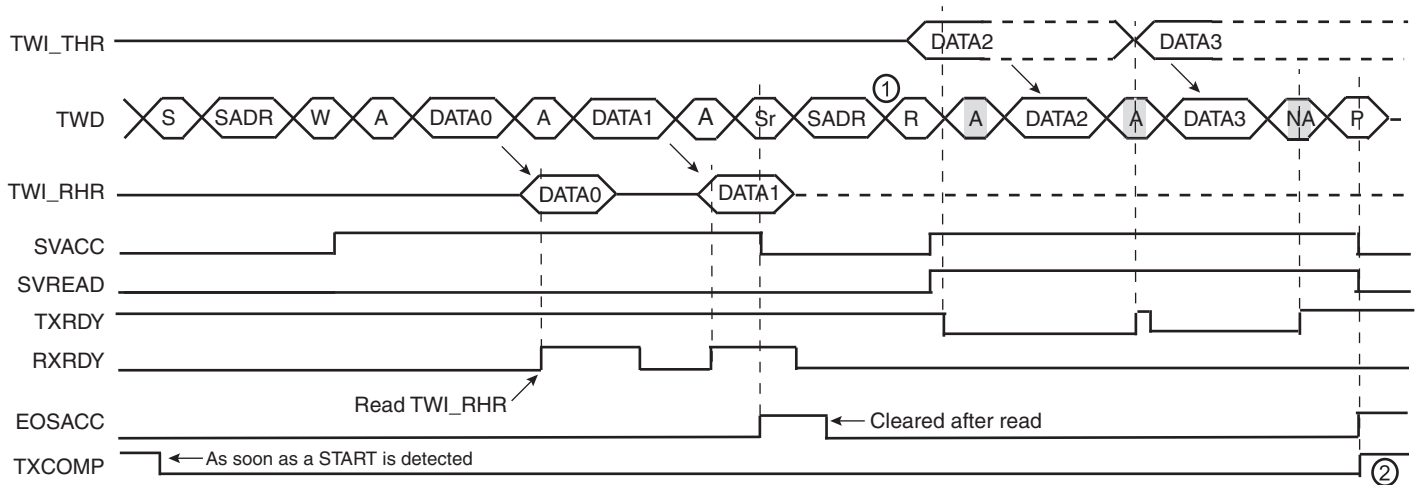 TWI_THR DATA2 DATA3
①
TWD S SADR W A DATA0 A DATA1 A Sr SADR R A DATA2 A DATA3 NA P
TWI_RHR DATA0 DATA1
SVACC
SVREAD
TXRDY
RXRDY
Read TWI_RHR
EOSACC Cleared after read
As soon as a START is detected
TXCOMP ②